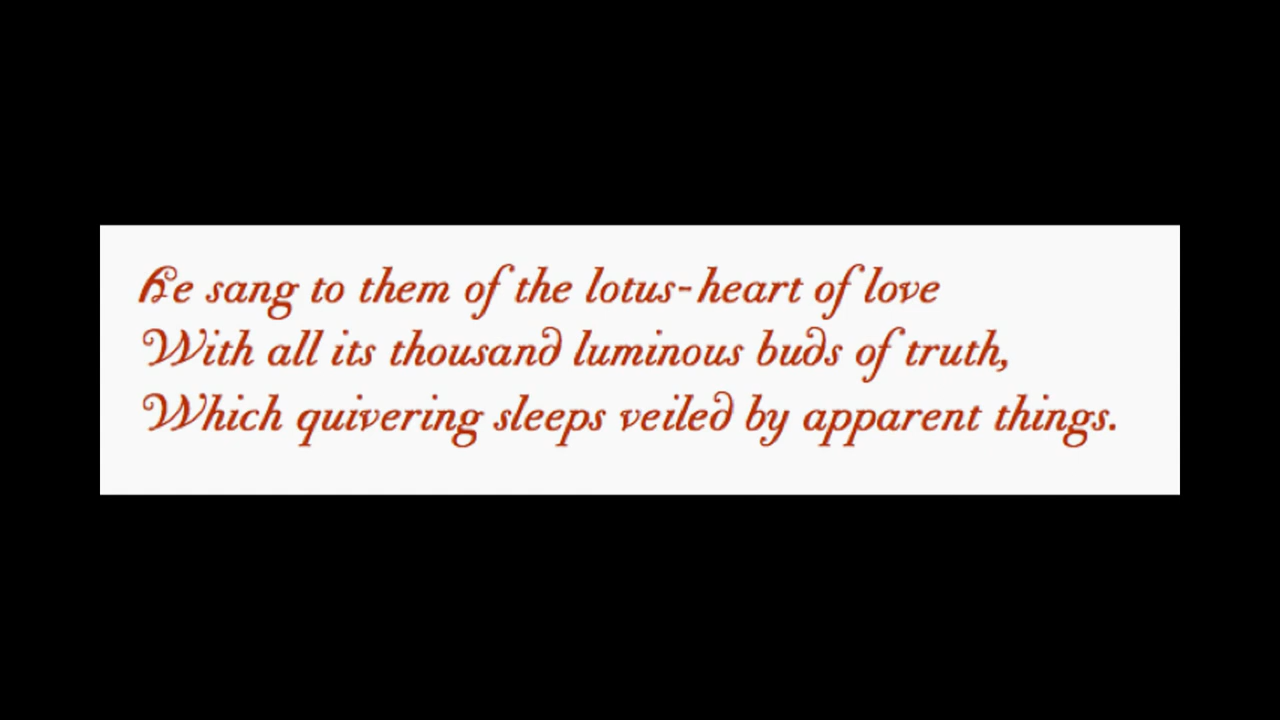 He sang to them of the lotus-heart of love
With all its thousand luminous buds of truth,
Which quivering sleeps veiled by apparent things.